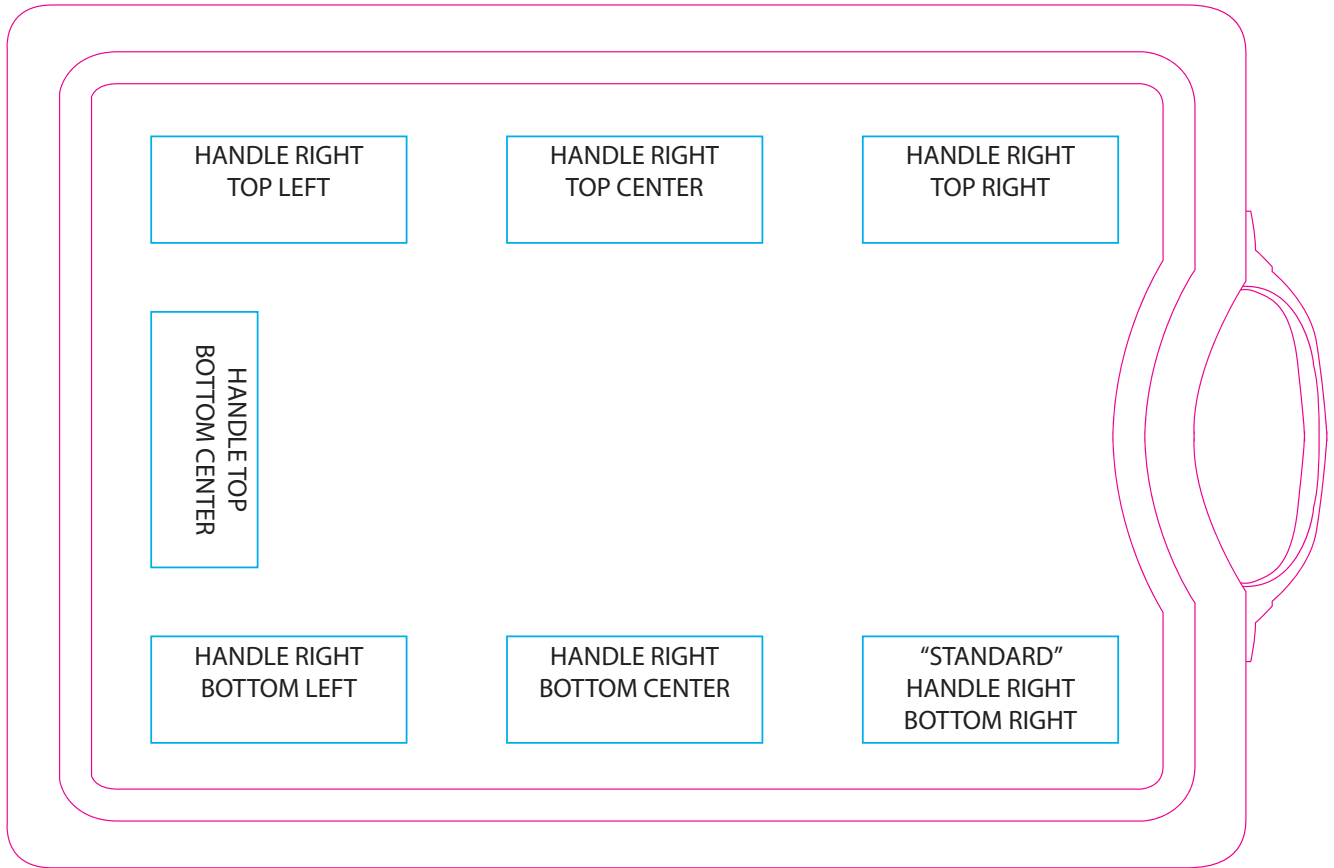 HANDLE RIGHT
TOP LEFT
HANDLE RIGHT
TOP CENTER
HANDLE RIGHT
TOP RIGHT
HANDLE TOP
BOTTOM CENTER
HANDLE RIGHT
BOTTOM LEFT
HANDLE RIGHT
BOTTOM CENTER
“STANDARD”
HANDLE RIGHT
BOTTOM RIGHT